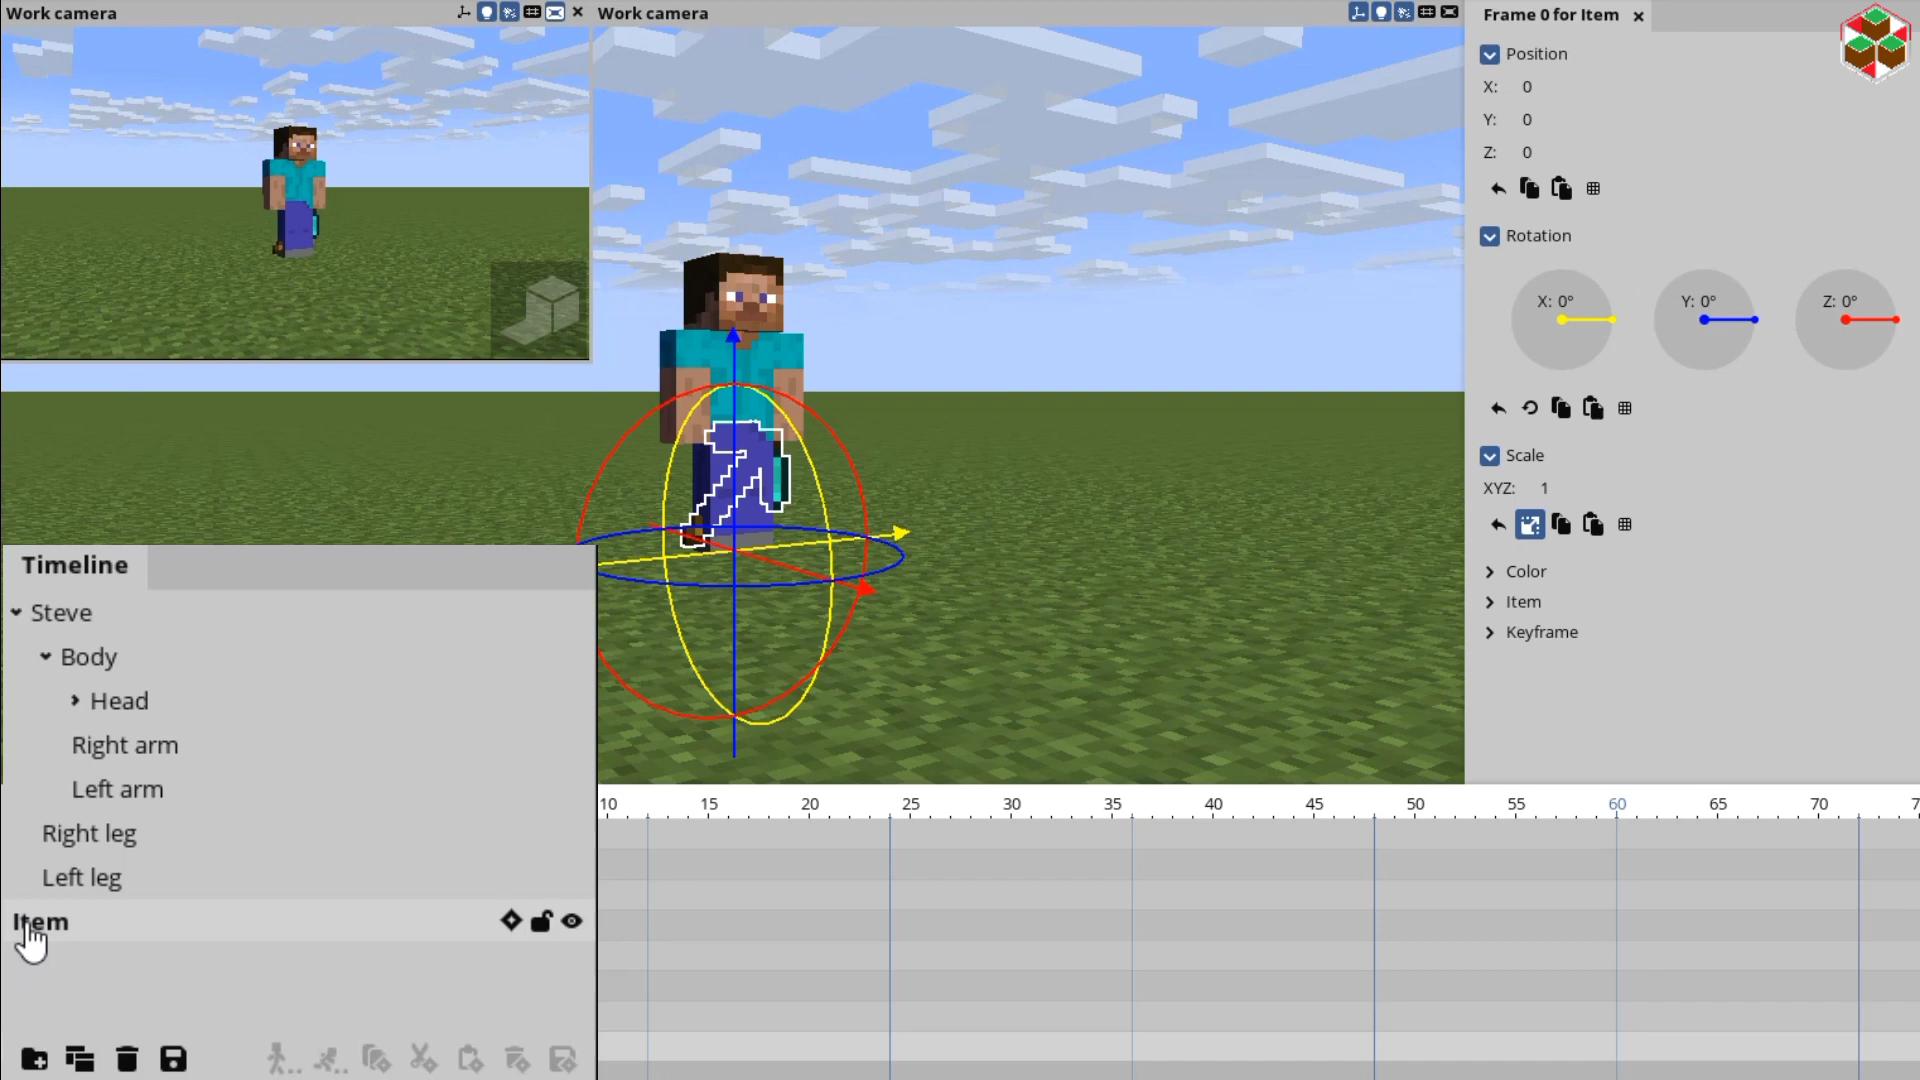 Work camera
Work camera
Frame 0 for Item
Position
X: 0
Y: 0
Z: 0
Rotation
X: 0°
Y: 0°
Z: 0°
Scale
XYZ: 1
Color
Item
Keyframe
Timeline
Steve
Body
Head
Right arm
Left arm
Right leg
Left leg
Item
10 15 20 25 30 35 40 45 50 55 60 65 70